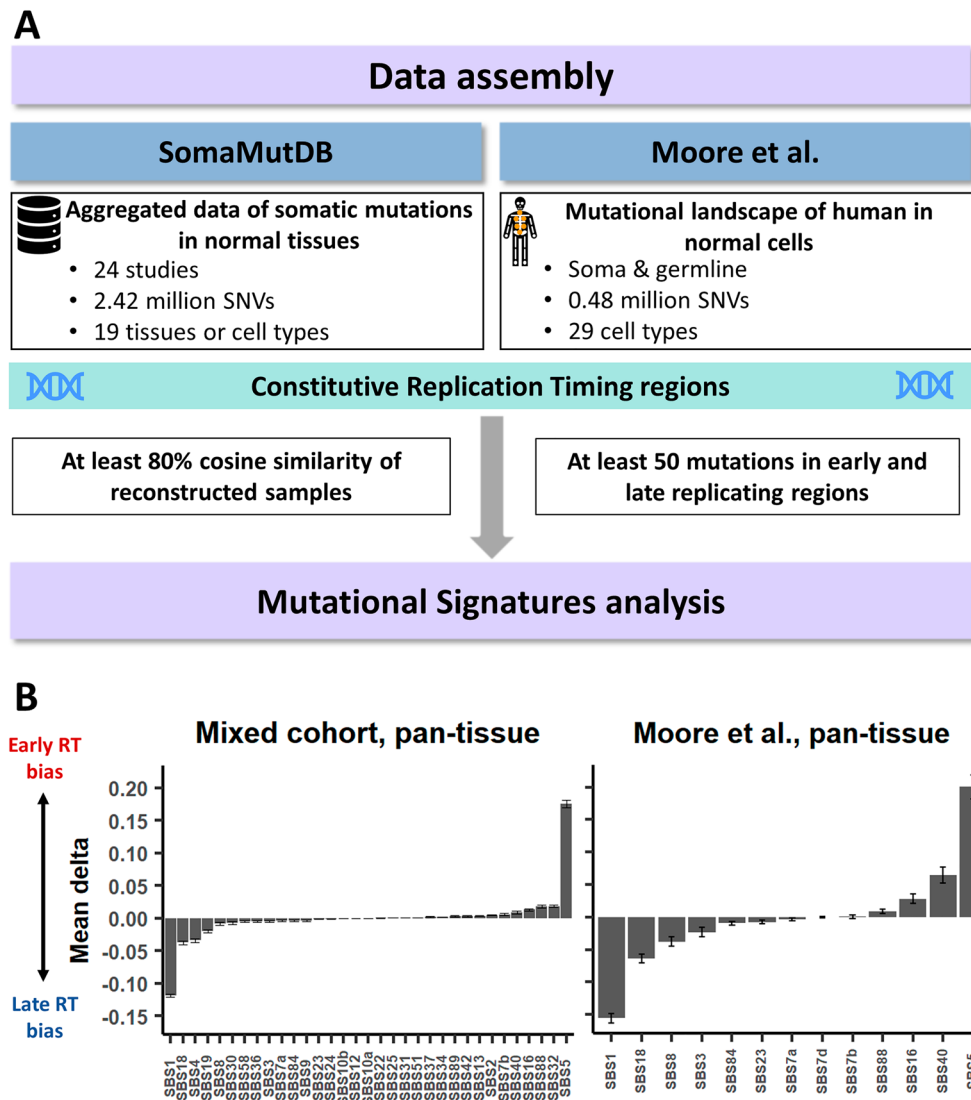 A
Data assembly
SomaMutDB
Moore et al.
Aggregated data of somatic mutations
in normal tissues
• 24 studies
• 2.42 million SNVs
• 19 tissues or cell types
Mutational landscape of human in
normal cells
• Soma & germline
• 0.48 million SNVs
• 29 cell types
Constitutive Replication Timing regions
At least 80% cosine similarity of
reconstructed samples
At least 50 mutations in early and
late replicating regions
Mutational Signatures analysis
B
Early RT
bias
Late RT
bias
Mixed cohort, pan-tissue
Mean delta
0.20
0.15
0.10
0.05
0.00
-0.05
-0.10
-0.15
SBS1
SBS18
SBS4
SBS19
SBS8
SBS30
SBS58
SBS36
SBS3
SBS7a
SBS84
SBS9
SBS23
SBS24
SBS10b
SBS12
SBS10a
SBS22
SBS25
SBS31
SBS51
SBS37
SBS34
SBS89
SBS42
SBS13
SBS2
SBS7b
SBS40
SBS16
SBS88
SBS32
SBS5
Moore et al., pan-tissue
SBS1
SBS18
SBS8
SBS3
SBS84
SBS23
SBS7a
SBS7d
SBS7b
SBS88
SBS16
SBS40